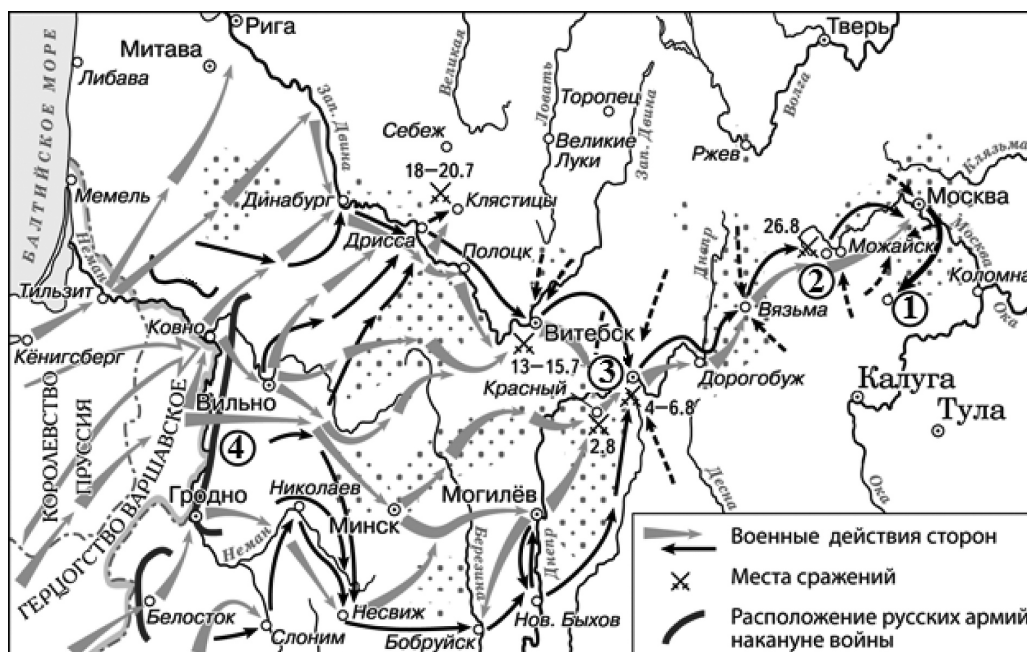 Рига
Тверь
Митава
Либава
Великая
Ловать
Торопец
Зап. Двина
Волга
Зап. Двина
Себеж
Великие
Луки
Ржев
Клязьма
БАЛТИЙСКОЕ МОРЕ
18–20.7
Москва
Мемель
Динабург
Клястицы
26.8
Дрисса
Полоцк
Днепр
Можайск
Москва
Неман
2
Коломна
Тильзит
1
Вязьма
Ока
Ковно
Витебск
Кёнигсберг
13–15.7
3
Дорогобуж
Красный
Калуга
Вильно
4–6.8
Тула
КОРОЛЕВСТВО
ПРУССИЯ
ГЕРЦОГСТВО ВАРШАВСКОЕ
4
2.8
Гродно
Николаев
Могилёв
Десна
Ока
Минск
Неман
Березина
Днепр
Белосток
Несвиж
Нов. Быхов
Слоним
Бобруйск
Военные действия сторон
Места сражений
Расположение русских армий
накануне войны